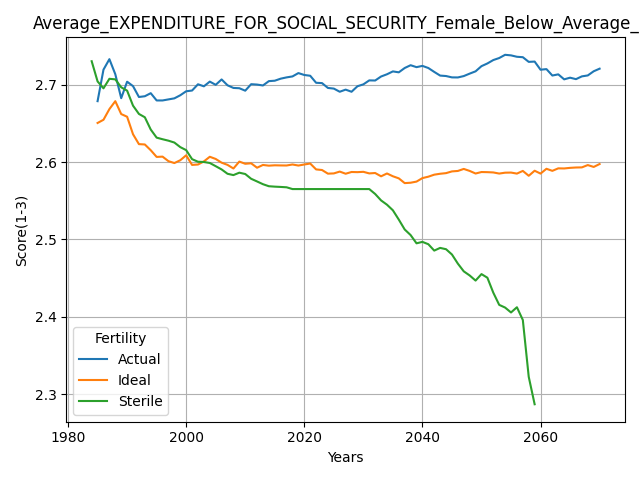 Average_EXPENDITURE_FOR_SOCIAL_SECURITY_Female_Below_Average_
Score(1-3)
2.7
2.6
2.5
2.4
2.3
Fertility
Actual
Ideal
Sterile
1980 2000 2020 2040 2060
Years